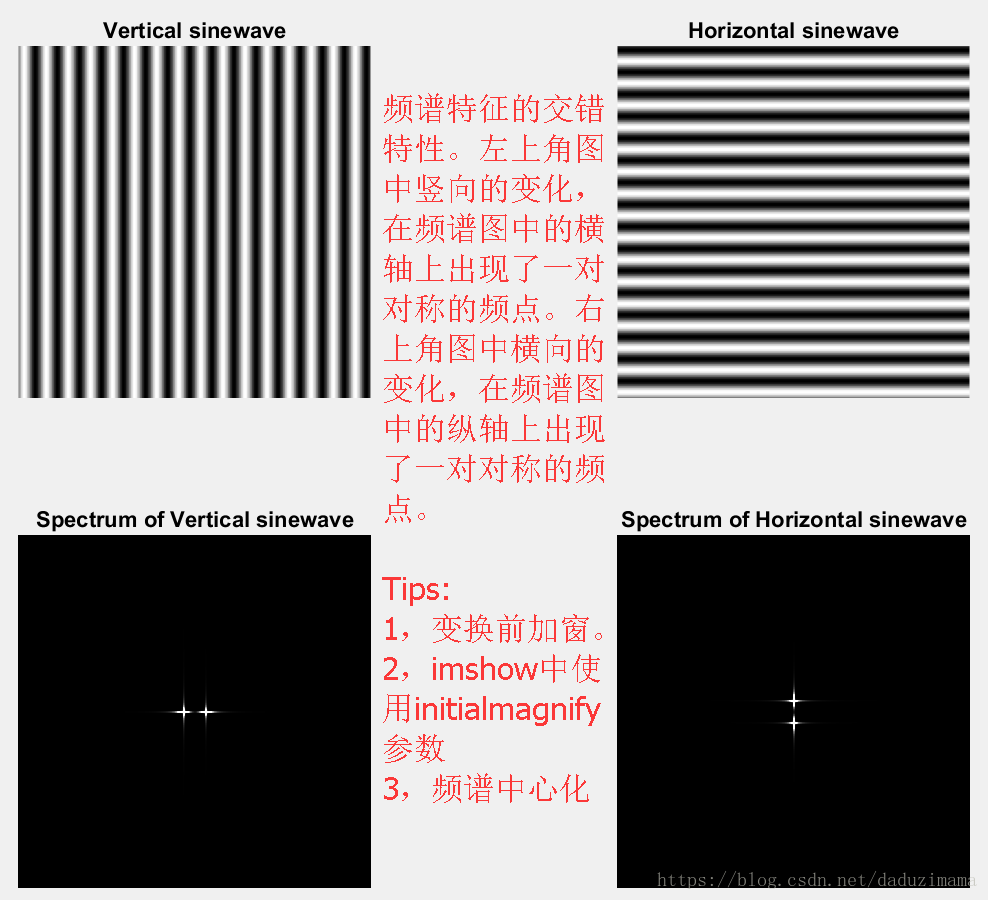 Vertical sinewave
Horizontal sinewave
频谱特征的交错
特性。左上角图
中竖向的变化，
在频谱图中的横
轴上出现了一对
对称的频点。右
上角图中横向的
变化，在频谱图
中的纵轴上出现
了一对对称的频
点。
Spectrum of Vertical sinewave
Spectrum of Horizontal sinewave
Tips:
1，变换前加窗。
2，imshow中使
用initialmagnify
参数
3，频谱中心化
https://blog.csdn.net/daduzimama